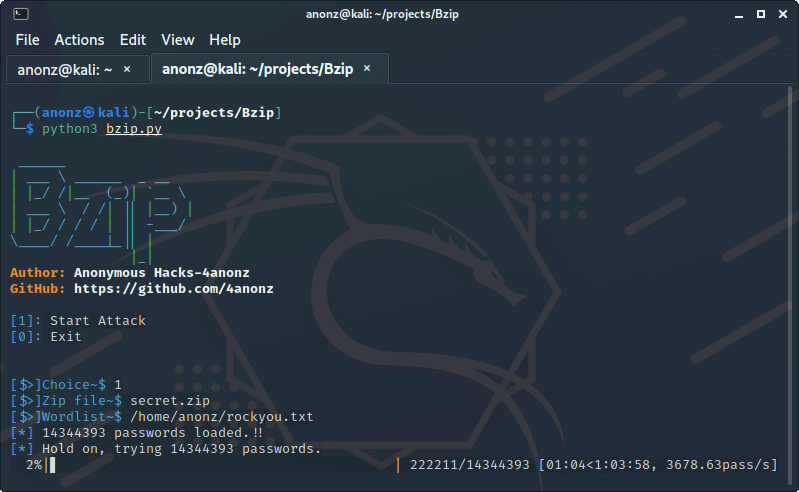 anonz@kali: ~/projects/Bzip
File Actions Edit View Help
anonz@kali: ~ × anonz@kali: ~/projects/Bzip ×
┌──(anonz㉿kali)-[~/projects/Bzip]
└─$ python3 bzip.py
Bzip
Author: Anonymous Hacks-4anonz
GitHub: https://github.com/4anonz
[1]: Start Attack
[0]: Exit
[$>]Choice~$ 1
[$>]Zip file~$ secret.zip
[$>]Wordlist~$ /home/anonz/rockyou.txt
[*] 14344393 passwords loaded.!!
[*] Hold on, trying 14344393 passwords.
2%| | 222211/14344393 [01:04<1:03:58, 3678.63pass/s]